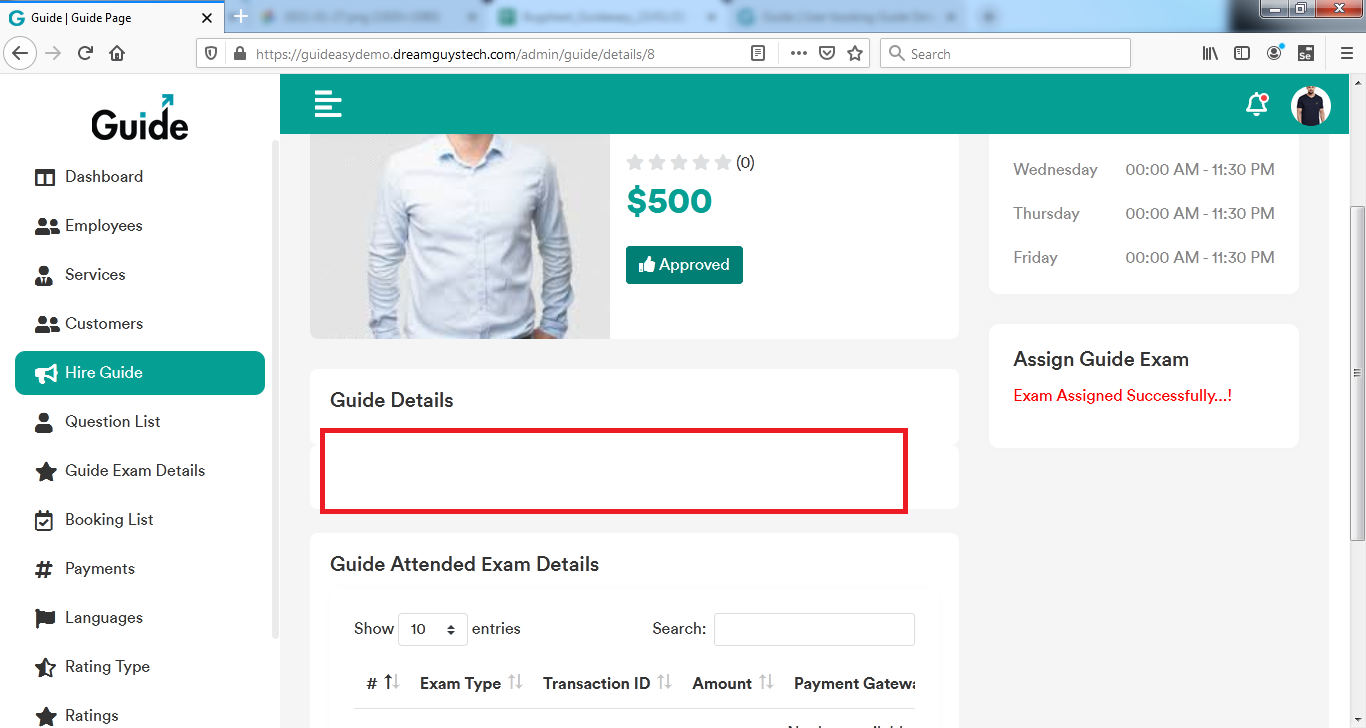 Guide | Guide Page
https://guideasydemo.dreamguystech.com/admin/guide/details/8
Search
Se
Guide
Dashboard
Employees
Services
Customers
Hire Guide
Question List
Guide Exam Details
Booking List
Payments
Languages
Rating Type
Ratings
(0)
$500
Approved
Wednesday 00:00 AM - 11:30 PM
Thursday 00:00 AM - 11:30 PM
Friday 00:00 AM - 11:30 PM
Assign Guide Exam
Exam Assigned Successfully...!
Guide Details
Guide Attended Exam Details
Show 10 entries Search:
# Exam Type Transaction ID Amount Payment Gatewa